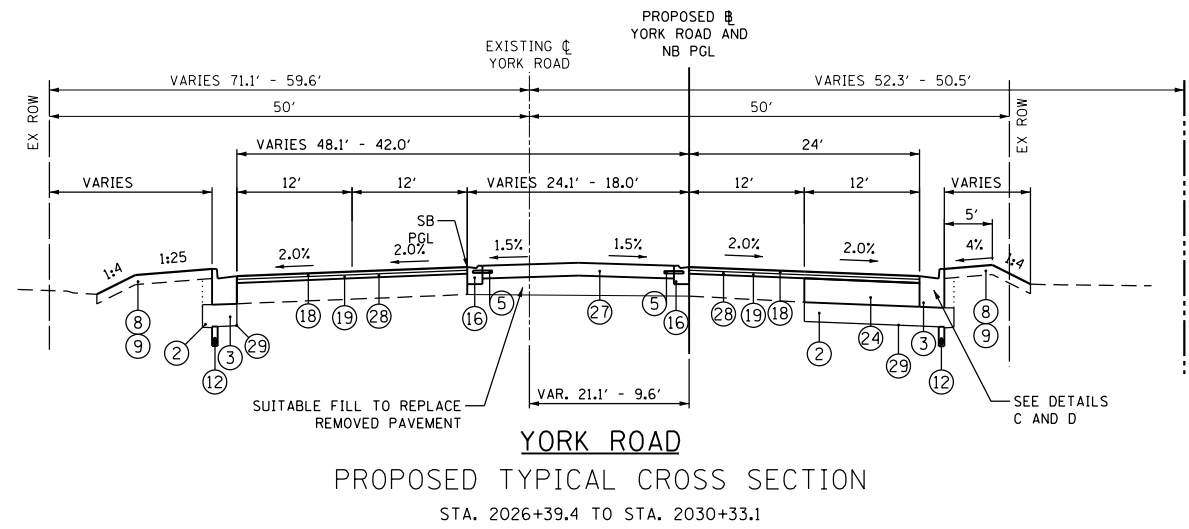 PROPOSED ℄
YORK ROAD AND
NB PGL
EXISTING ℄
YORK ROAD
VARIES 71.1' - 59.6'
VARIES 52.3' - 50.5'
EX ROW
50'
50'
EX ROW
VARIES 48.1' - 42.0'
24'
VARIES
12'
12'
VARIES 24.1' - 18.0'
12'
12'
VARIES
5'
SB
PGL
1:4
1:25
2.0%
2.0%
1.5%
1.5%
2.0%
2.0%
4%
1:4
8
9
2
3
29
12
18
19
28
16
5
27
5
16
28
19
18
2
24
29
3
12
8
9
SUITABLE FILL TO REPLACE
REMOVED PAVEMENT
VAR. 21.1' - 9.6'
SEE DETAILS
C AND D
YORK ROAD
PROPOSED TYPICAL CROSS SECTION
STA. 2026+39.4 TO STA. 2030+33.1